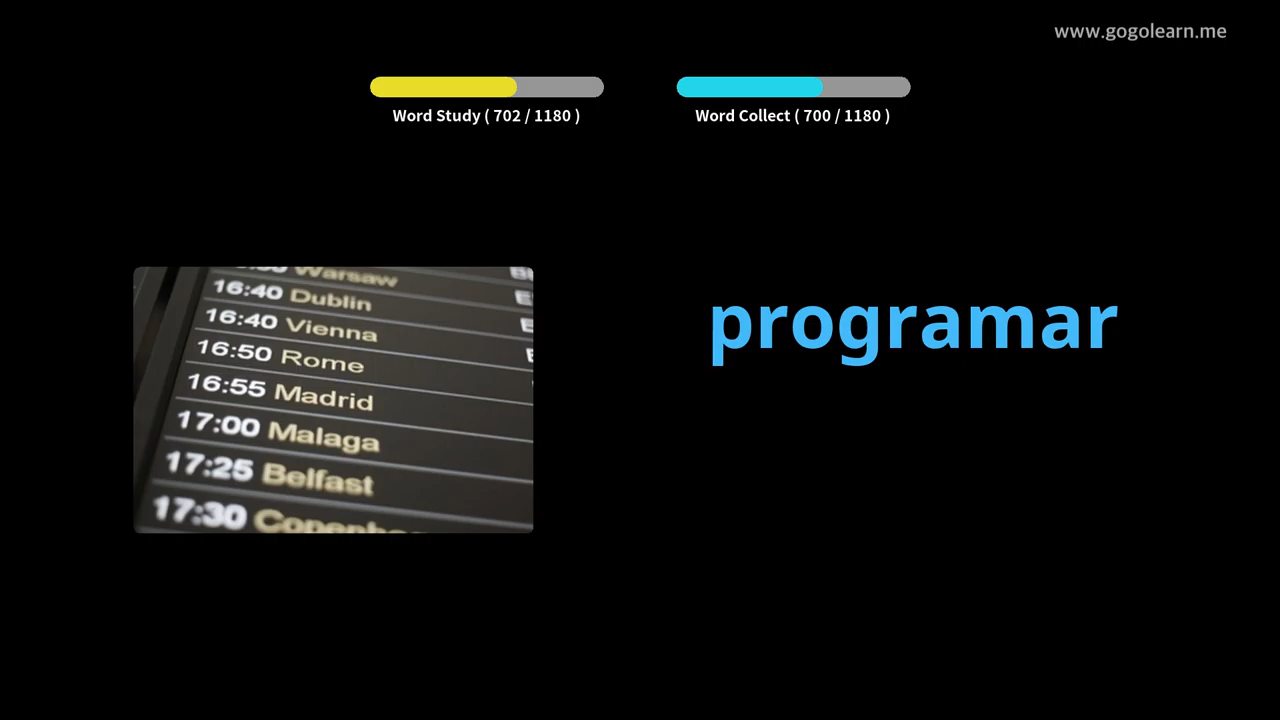 www.gogolearn.me
Word Study ( 702 / 1180 )
Word Collect ( 700 / 1180 )
Warsaw
16:40 Dublin
16:40 Vienna
16:50 Rome
16:55 Madrid
17:00 Malaga
17:25 Belfast
17:30
programar